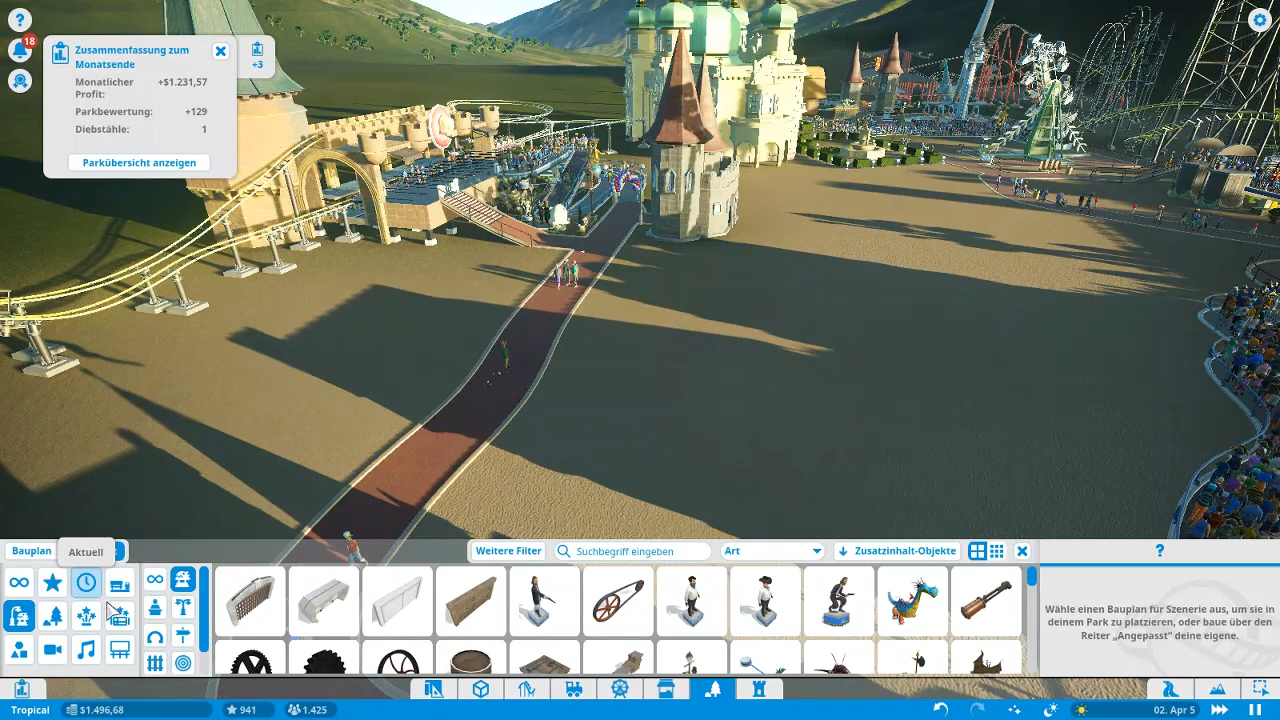 ?
18
Zusammenfassung zum
Monatsende
+3
Monatlicher
Profit:
+$1.231,57
Parkbewertung:
+129
Diebstähle:
1
Parkübersicht anzeigen
Bauplan
Aktuell
Weitere Filter
Suchbegriff eingeben
Art
Zusatzinhalt-Objekte
?
Wähle einen Bauplan für Szenerie aus, um sie in
deinem Park zu platzieren, oder baue über den
Reiter „Angepasst" deine eigene.
Tropical
$1.496,68
941
1.425
02. Apr 5